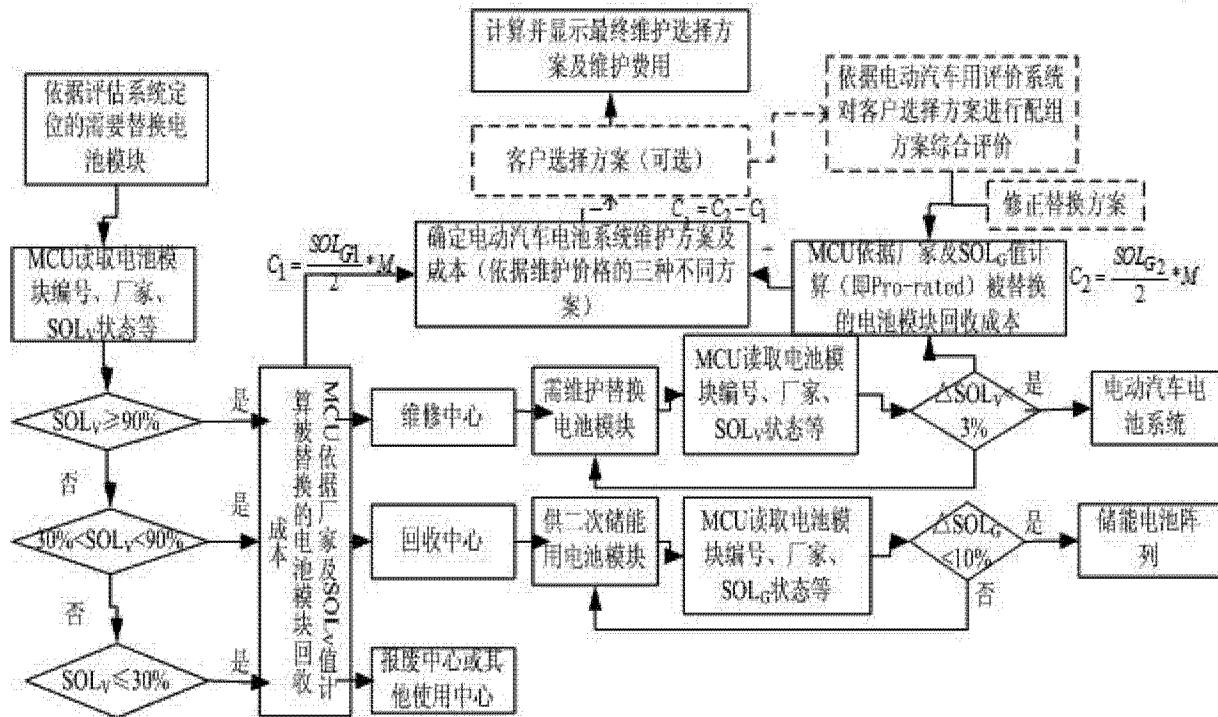 计算并显示最终维护选择方
案及维护费用
依据评估系统定
位的需要替换电
池模块
依据电动汽车用评价系统
对客户选择方案进行配组
方案综合评价
客户选择方案(可选)
修正替换方案
C₃ = C₂ − C₁
MCU读取电池模
块编号、厂家、
SOLV状态等
C₁ = SOLG1/2 * M
确定电动汽车电池系统维护方案及
成本(依据维护价格的三种不同方
案)
MCU依据厂家及SOLG值计
算(即Pro-rated)被替换
的电池模块回收成本
C₂ = SOLG2/2 * M
SOLV≥90%
是
否
MCU依据厂家及SOLV值计
算被替换的电池模块回收
成本
维修中心
需维护替换
电池模块
MCU读取电池模
块编号、厂家、
SOLV状态等
△SOLV<
3%
是
电动汽车电
池系统
30%<SOLV<90%
是
否
回收中心
供二次储能
用电池模块
MCU读取电池模
块编号、厂家、
SOLG状态等
△SOLG
<10%
是
否
储能电池阵
列
SOLV≤30%
是
报废中心或其
他使用中心